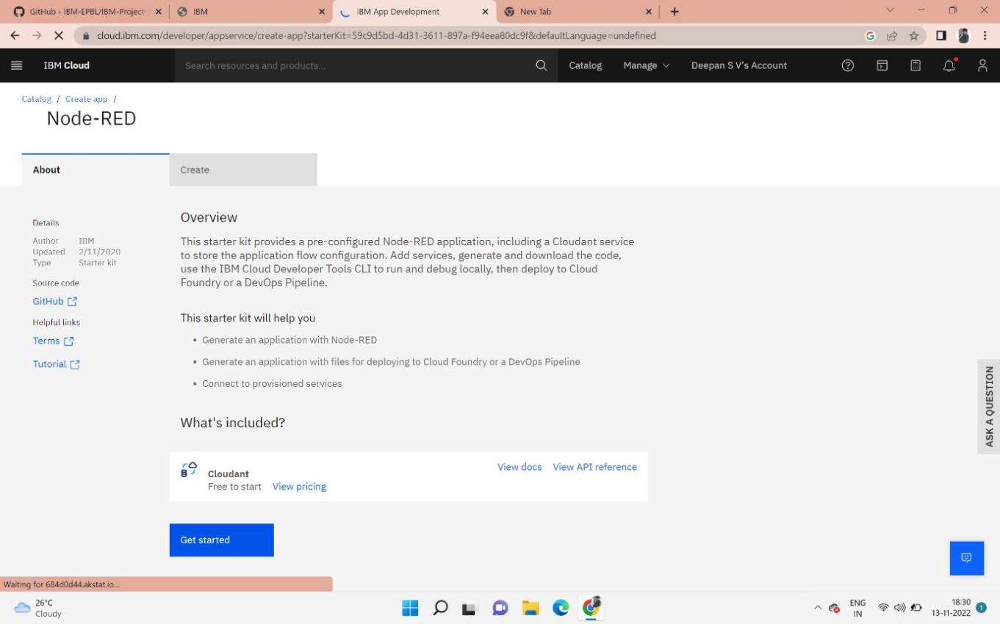 GitHub - IBM-EPBL/IBM-Project-
IBM
IBM App Development
New Tab
cloud.ibm.com/developer/appservice/create-app?starterKit=59c9d5bd-4d31-3611-897a-f94eea80dc9f&defaultLanguage=undefined
IBM Cloud
Search resources and products...
Catalog
Manage
Deepan S V's Account
Catalog / Create app /
Node-RED
About
Create
Details
Author IBM
Updated 2/11/2020
Type Starter kit
Source code
GitHub
Helpful links
Terms
Tutorial
Overview
This starter kit provides a pre-configured Node-RED application, including a Cloudant service
to store the application flow configuration. Add services, generate and download the code,
use the IBM Cloud Developer Tools CLI to run and debug locally, then deploy to Cloud
Foundry or a DevOps Pipeline.
This starter kit will help you
• Generate an application with Node-RED
• Generate an application with files for deploying to Cloud Foundry or a DevOps Pipeline
• Connect to provisioned services
What's included?
Cloudant
Free to start View pricing
View docs View API reference
Get started
ASK A QUESTION
Waiting for 684d0d44.akstat.io...
26°C
Cloudy
ENG
IN
18:30
13-11-2022
1